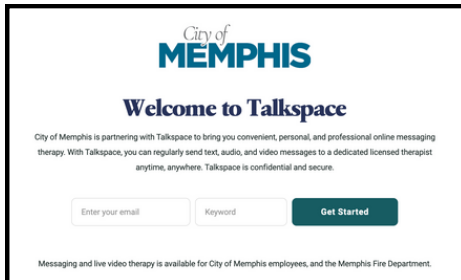 City of
MEMPHIS
Welcome to Talkspace
City of Memphis is partnering with Talkspace to bring you convenient, personal, and professional online messaging
therapy. With Talkspace, you can regularly send text, audio, and video messages to a dedicated licensed therapist
anytime, anywhere. Talkspace is confidential and secure.
Enter your email Keyword Get Started
Messaging and live video therapy is available for City of Memphis employees, and the Memphis Fire Department.